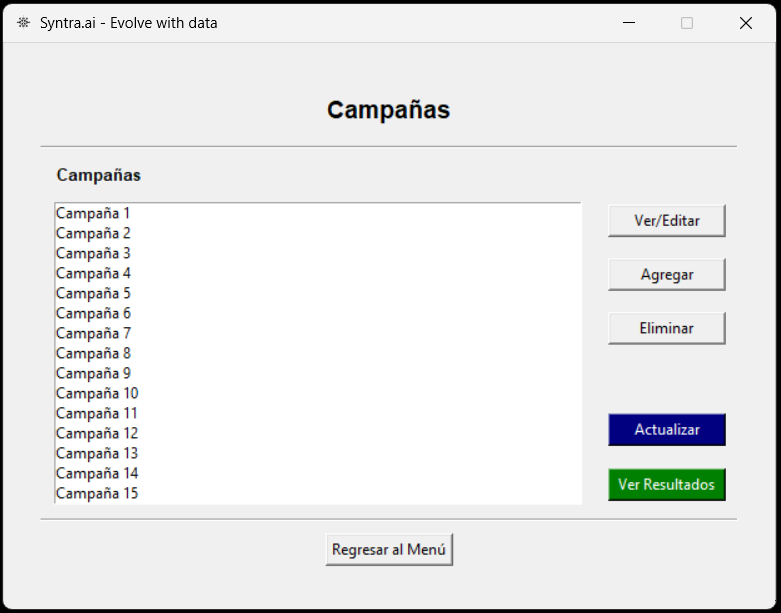 Syntra.ai - Evolve with data
Campañas
Campañas
Campaña 1
Campaña 2
Campaña 3
Campaña 4
Campaña 5
Campaña 6
Campaña 7
Campaña 8
Campaña 9
Campaña 10
Campaña 11
Campaña 12
Campaña 13
Campaña 14
Campaña 15
Ver/Editar
Agregar
Eliminar
Actualizar
Ver Resultados
Regresar al Menú